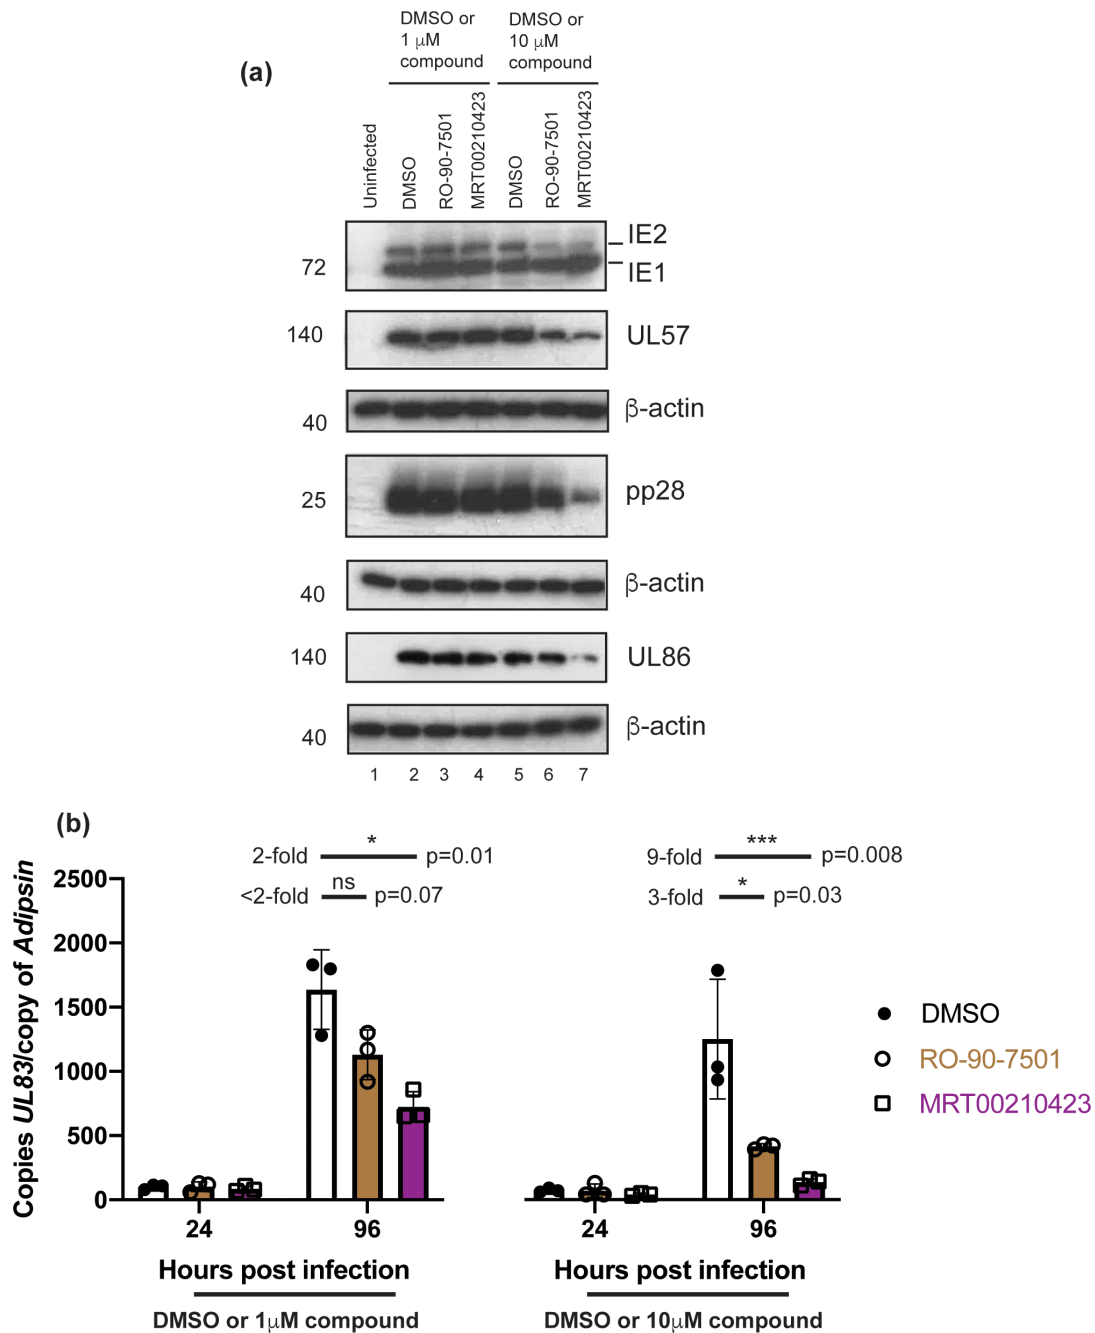 (a)
DMSO or
1 μM
compound
DMSO or
10 μM
compound
Uninfected
DMSO
RO-90-7501
MRT00210423
DMSO
RO-90-7501
MRT00210423
72
IE2
IE1
140
UL57
40
β-actin
25
pp28
40
β-actin
140
UL86
40
β-actin
1 2 3 4 5 6 7
(b)
2-fold * p=0.01
<2-fold ns p=0.07
9-fold *** p=0.008
3-fold * p=0.03
Copies UL83/copy of Adipsin
2500
2000
1500
1000
500
0
24 96
Hours post infection
DMSO or 1μM compound
24 96
Hours post infection
DMSO or 10μM compound
DMSO
RO-90-7501
MRT00210423